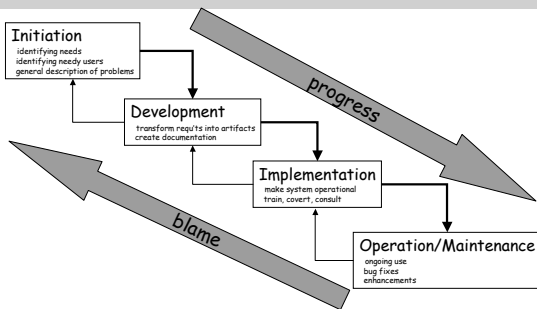 Initiation
identifying needs
identifying needy users
general description of problems
progress
Development
transform requ'ts into artifacts
create documentation
Implementation
make system operational
train, covert, consult
blame
Operation/Maintenance
ongoing use
bug fixes
enhancements